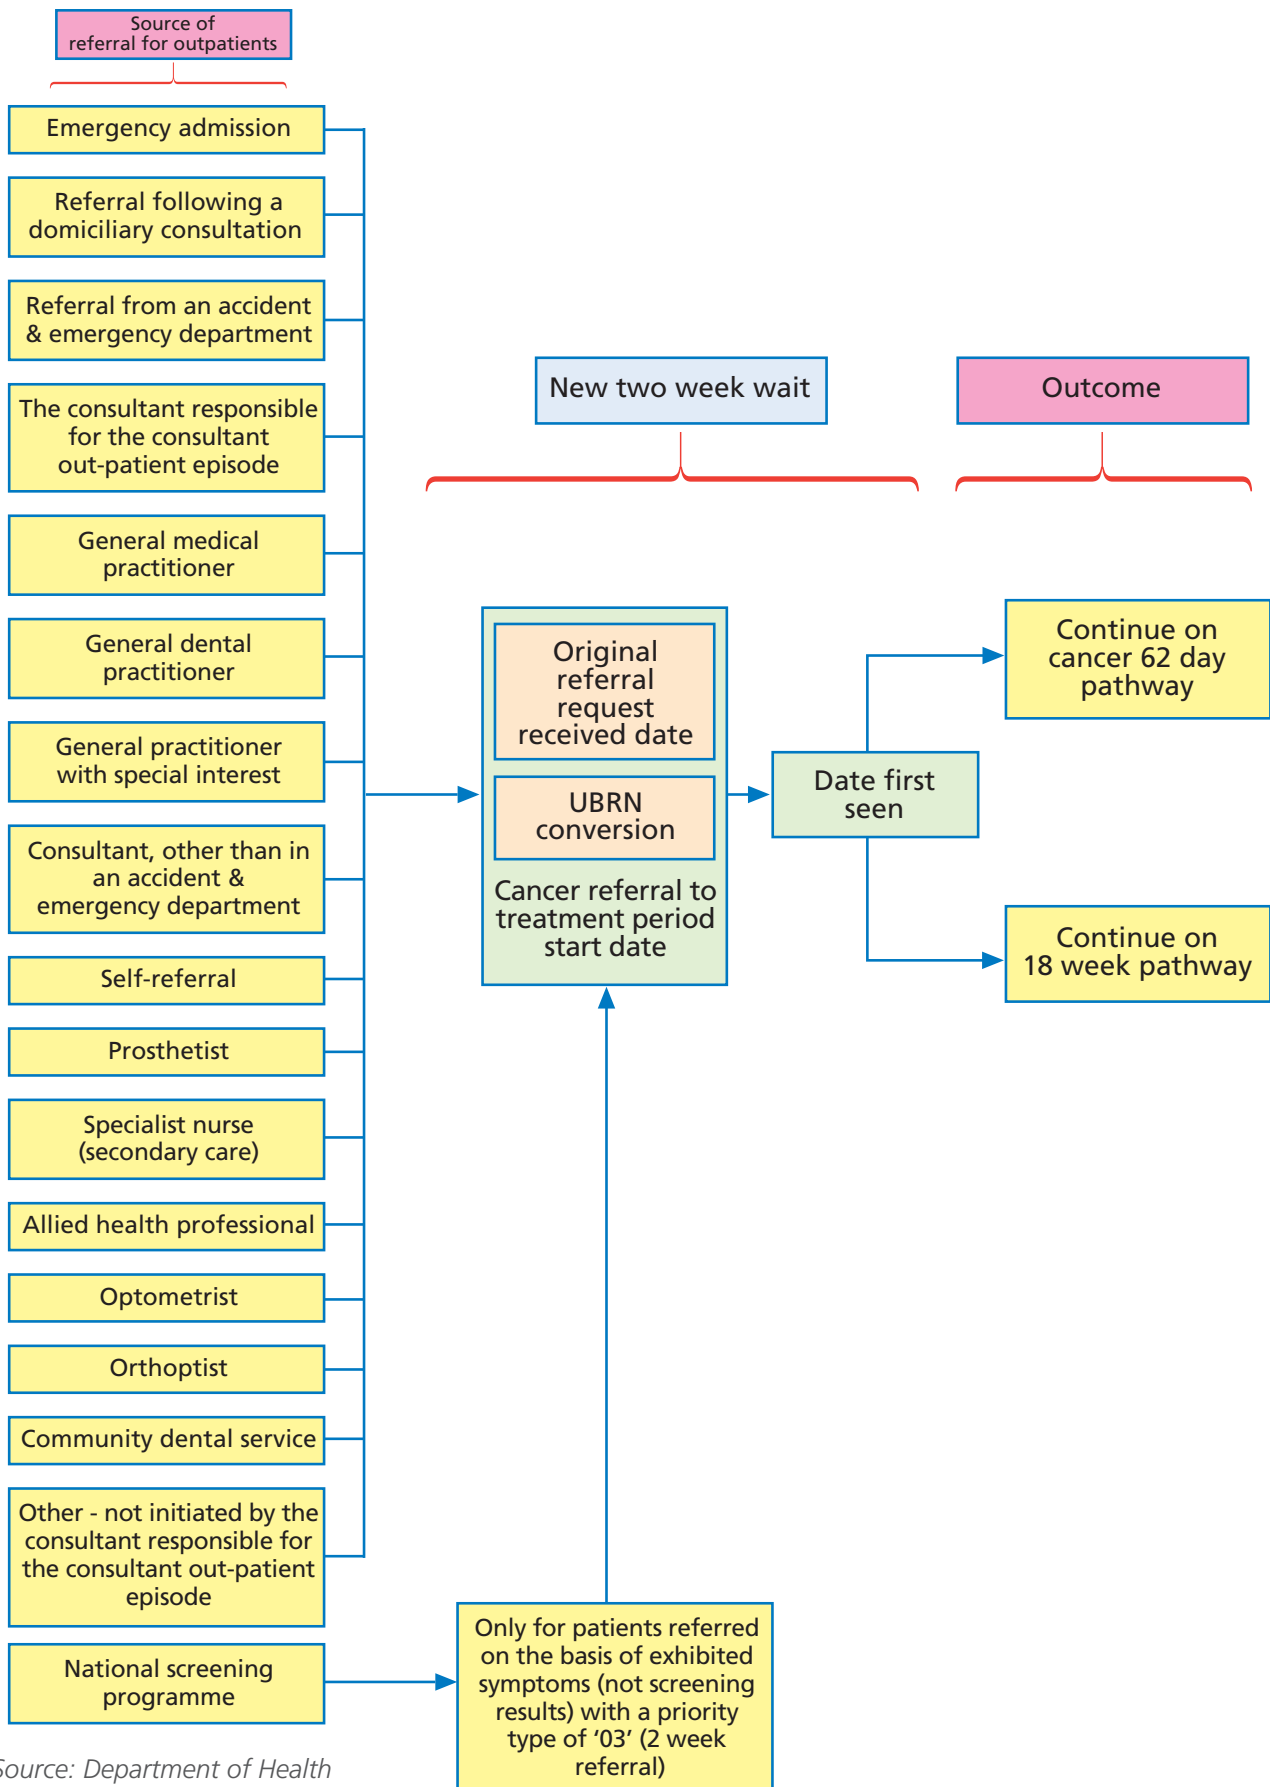 Source of
referral for outpatients
Emergency admission
Referral following a
domiciliary consultation
Referral from an accident
& emergency department
The consultant responsible
for the consultant
out-patient episode
General medical
practitioner
General dental
practitioner
General practitioner
with special interest
Consultant, other than in
an accident &
emergency department
Self-referral
Prosthetist
Specialist nurse
(secondary care)
Allied health professional
Optometrist
Orthoptist
Community dental service
Other - not initiated by the
consultant responsible for
the consultant out-patient
episode
National screening
programme
New two week wait
Original
referral
request
received date
UBRN
conversion
Cancer referral to
treatment period
start date
Only for patients referred
on the basis of exhibited
symptoms (not screening
results) with a priority
type of ‘03’ (2 week
referral)
Date first
seen
Outcome
Continue on
cancer 62 day
pathway
Continue on
18 week pathway
Source: Department of Health